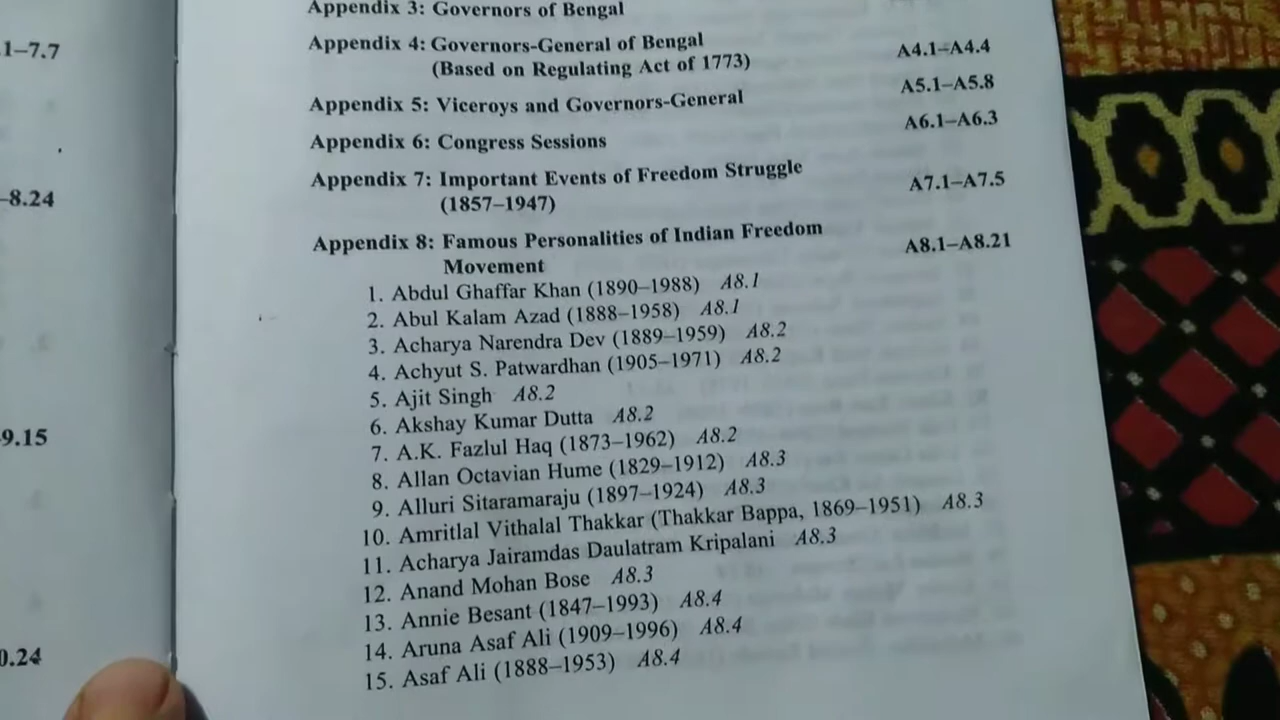 1–7.7
–8.24
9.15
0.24
Appendix 3: Governors of Bengal
Appendix 4: Governors-General of Bengal
(Based on Regulating Act of 1773) A4.1–A4.4
Appendix 5: Viceroys and Governors-General A5.1–A5.8
Appendix 6: Congress Sessions A6.1–A6.3
Appendix 7: Important Events of Freedom Struggle
(1857–1947) A7.1–A7.5
Appendix 8: Famous Personalities of Indian Freedom
Movement A8.1–A8.21
1. Abdul Ghaffar Khan (1890–1988) A8.1
2. Abul Kalam Azad (1888–1958) A8.1
3. Acharya Narendra Dev (1889–1959) A8.2
4. Achyut S. Patwardhan (1905–1971) A8.2
5. Ajit Singh A8.2
6. Akshay Kumar Dutta A8.2
7. A.K. Fazlul Haq (1873–1962) A8.2
8. Allan Octavian Hume (1829–1912) A8.3
9. Alluri Sitaramaraju (1897–1924) A8.3
10. Amritlal Vithalal Thakkar (Thakkar Bappa, 1869–1951) A8.3
11. Acharya Jairamdas Daulatram Kripalani A8.3
12. Anand Mohan Bose A8.3
13. Annie Besant (1847–1993) A8.4
14. Aruna Asaf Ali (1909–1996) A8.4
15. Asaf Ali (1888–1953) A8.4